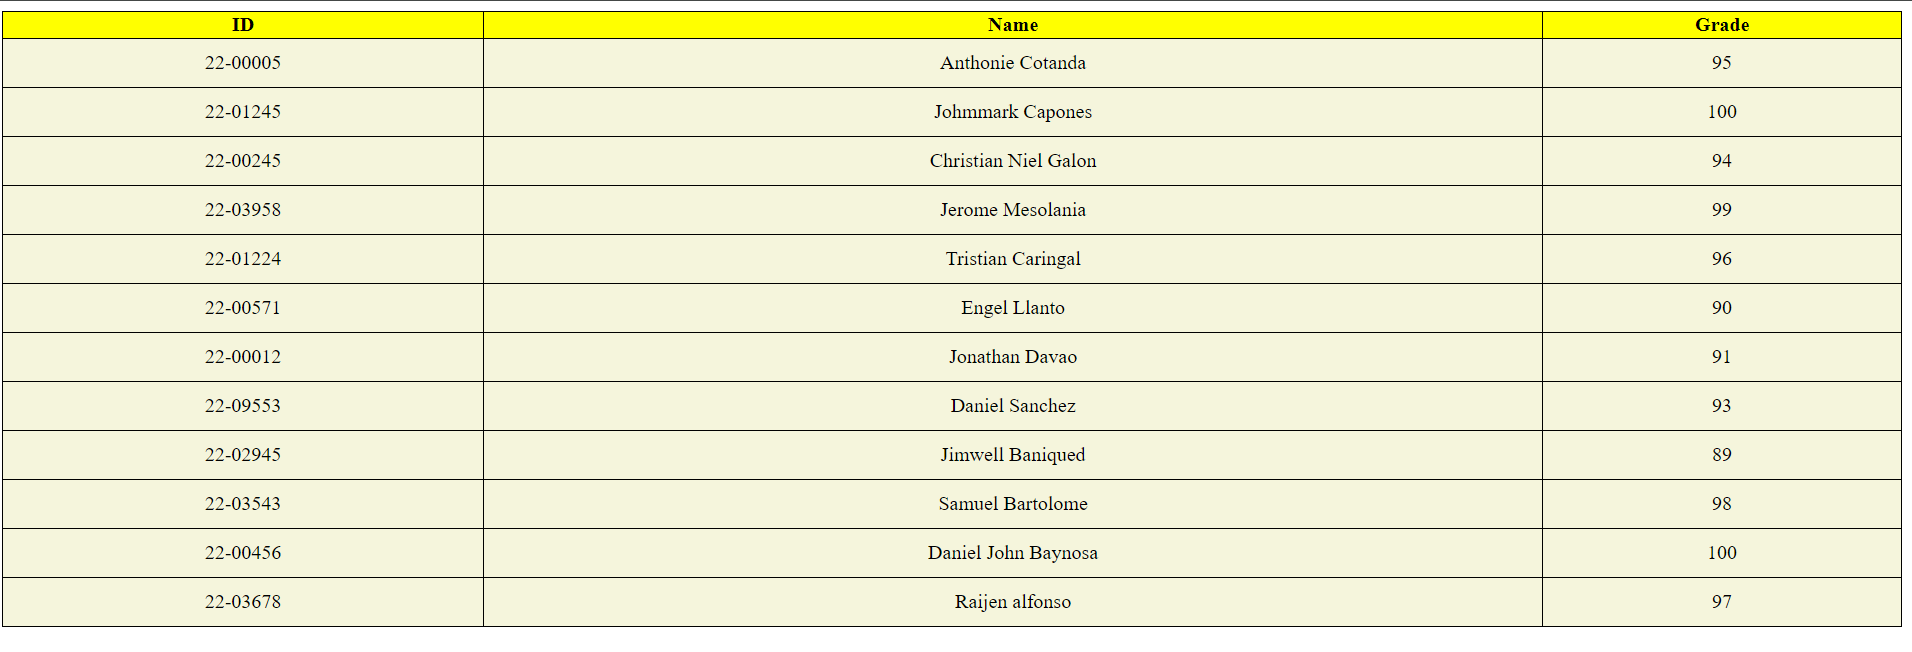 ID Name Grade
22-00005 Anthonie Cotanda 95
22-01245 Johmmark Capones 100
22-00245 Christian Niel Galon 94
22-03958 Jerome Mesolania 99
22-01224 Tristian Caringal 96
22-00571 Engel Llanto 90
22-00012 Jonathan Davao 91
22-09553 Daniel Sanchez 93
22-02945 Jimwell Baniqued 89
22-03543 Samuel Bartolome 98
22-00456 Daniel John Baynosa 100
22-03678 Raijen alfonso 97